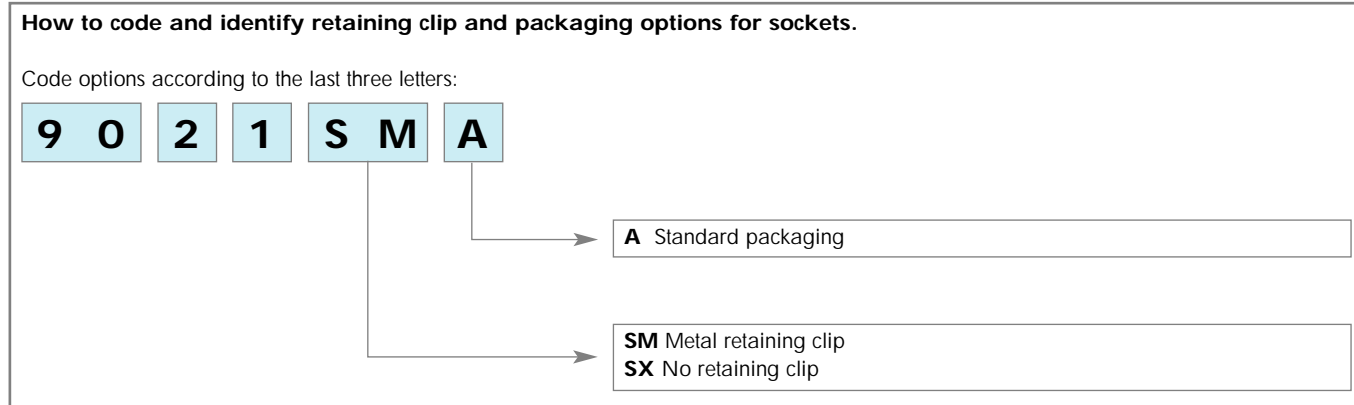 How to code and identify retaining clip and packaging options for sockets.
Code options according to the last three letters:
9 0 2 1 S M A
A Standard packaging
SM Metal retaining clip
SX No retaining clip